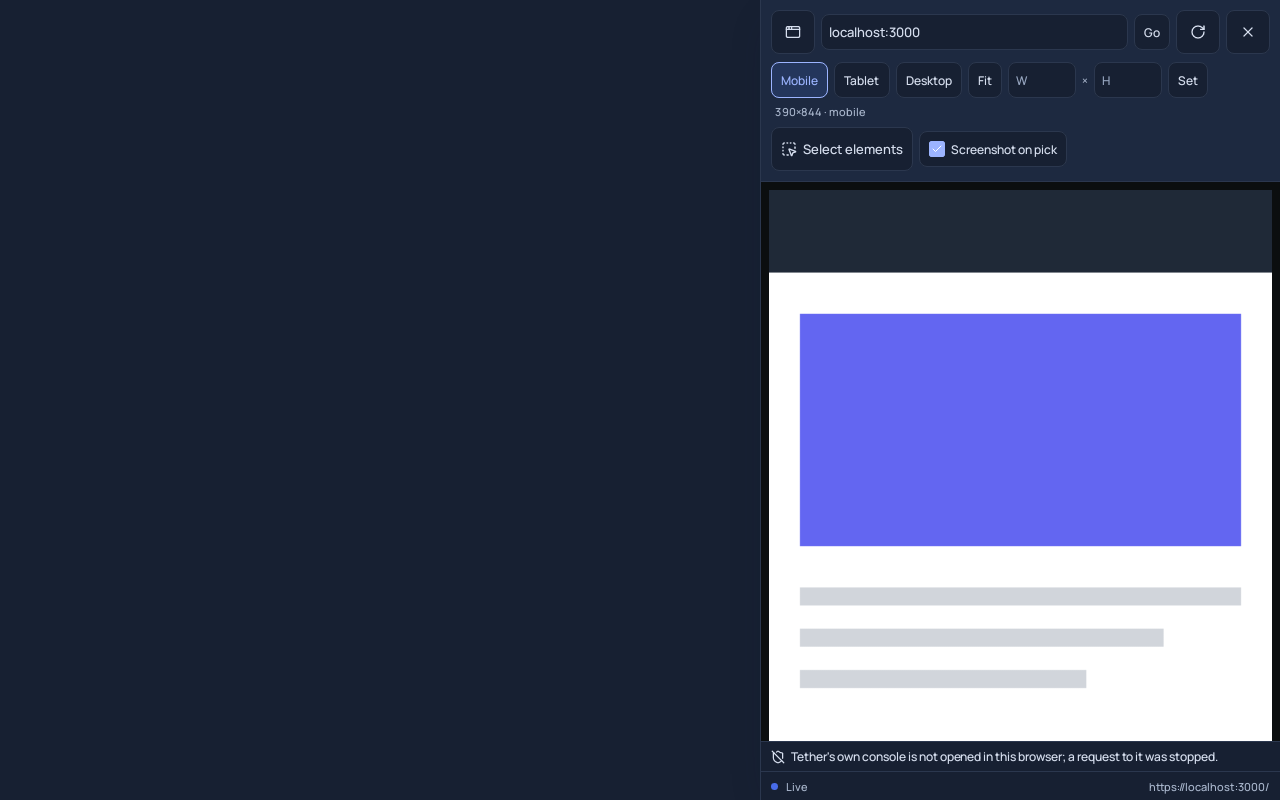 localhost:3000 Go
Mobile Tablet Desktop Fit W × H Set
390×844 · mobile
Select elements Screenshot on pick
Tether's own console is not opened in this browser; a request to it was stopped.
Live https://localhost:3000/